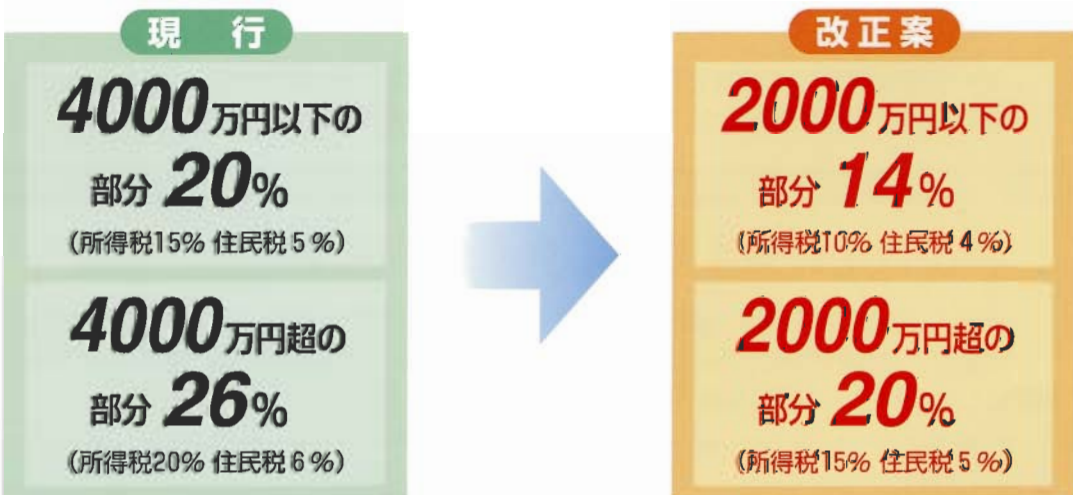 現 行
4000万円以下の
部分 20%
(所得税15% 住民税5%)
4000万円超の
部分 26%
(所得税20% 住民税6%)
改正案
2000万円以下の
部分 14%
(所得税10% 住民税4%)
2000万円超の
部分 20%
(所得税15% 住民税5%)